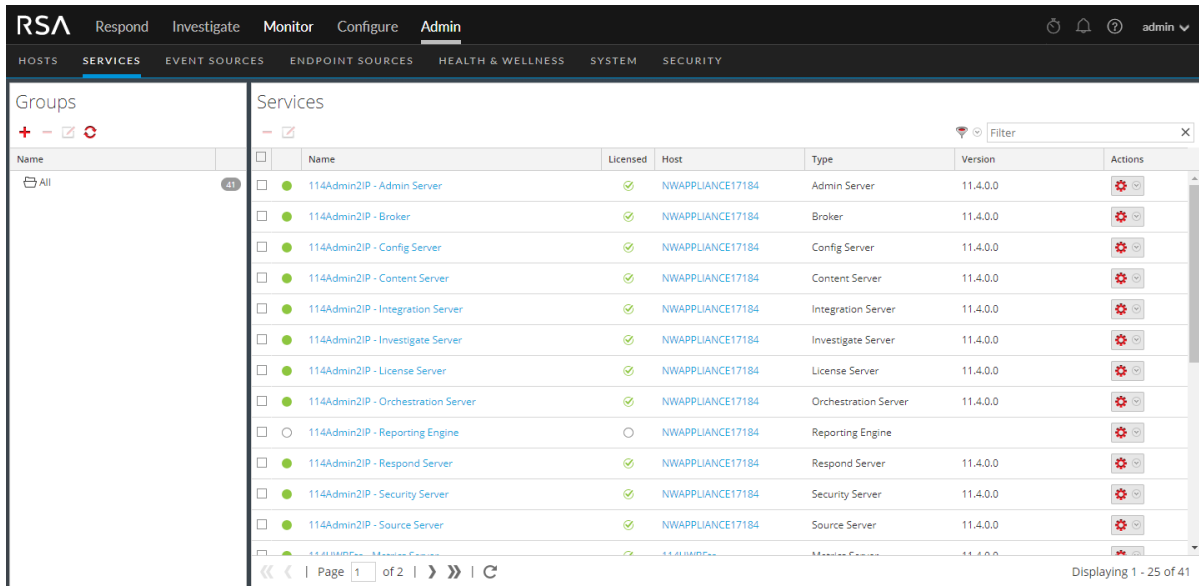 RSA Respond Investigate Monitor Configure Admin admin
HOSTS SERVICES EVENT SOURCES ENDPOINT SOURCES HEALTH & WELLNESS SYSTEM SECURITY
Groups
Name
All 41
Services
Filter
Name Licensed Host Type Version Actions
114Admin2IP - Admin Server NWAPPLIANCE17184 Admin Server 11.4.0.0
114Admin2IP - Broker NWAPPLIANCE17184 Broker 11.4.0.0
114Admin2IP - Config Server NWAPPLIANCE17184 Config Server 11.4.0.0
114Admin2IP - Content Server NWAPPLIANCE17184 Content Server 11.4.0.0
114Admin2IP - Integration Server NWAPPLIANCE17184 Integration Server 11.4.0.0
114Admin2IP - Investigate Server NWAPPLIANCE17184 Investigate Server 11.4.0.0
114Admin2IP - License Server NWAPPLIANCE17184 License Server 11.4.0.0
114Admin2IP - Orchestration Server NWAPPLIANCE17184 Orchestration Server 11.4.0.0
114Admin2IP - Reporting Engine NWAPPLIANCE17184 Reporting Engine
114Admin2IP - Respond Server NWAPPLIANCE17184 Respond Server 11.4.0.0
114Admin2IP - Security Server NWAPPLIANCE17184 Security Server 11.4.0.0
114Admin2IP - Source Server NWAPPLIANCE17184 Source Server 11.4.0.0
Metrics Server Metrics Server 11.4.0.0
Page 1 of 2 Displaying 1 - 25 of 41